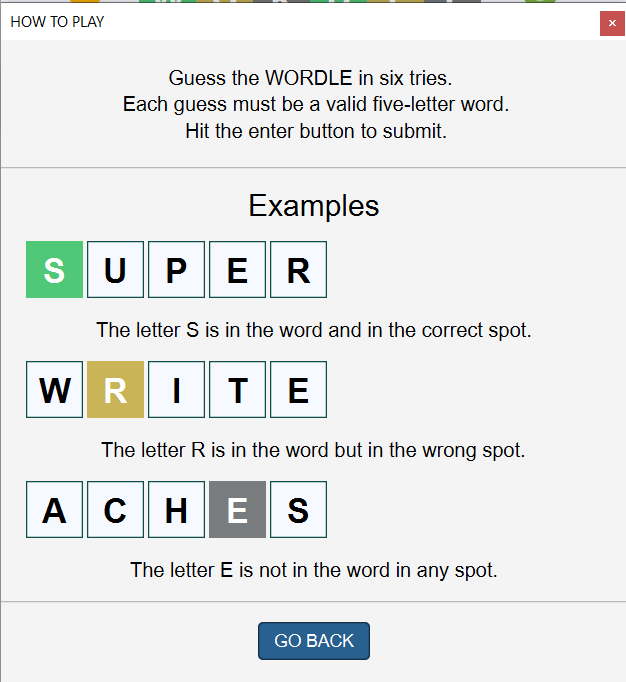 HOW TO PLAY
×
Guess the WORDLE in six tries.
Each guess must be a valid five-letter word.
Hit the enter button to submit.
Examples
S U P E R
The letter S is in the word and in the correct spot.
W R I T E
The letter R is in the word but in the wrong spot.
A C H E S
The letter E is not in the word in any spot.
GO BACK